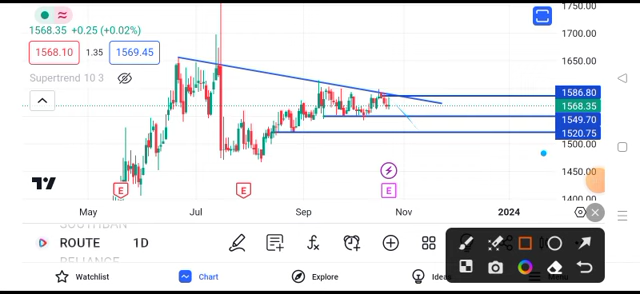 1750.00
1568.35 +0.25 (+0.02%)
1700.00
1568.10 1.35 1569.45
1650.00
Supertrend 10 3
1586.80
1568.35
1549.70
1520.75
1500.00
1450.00
E E E
1400.00
May Jul Sep Nov 2024
ROUTE 1D
RELIANCE
Watchlist Chart Explore Ideas Menu